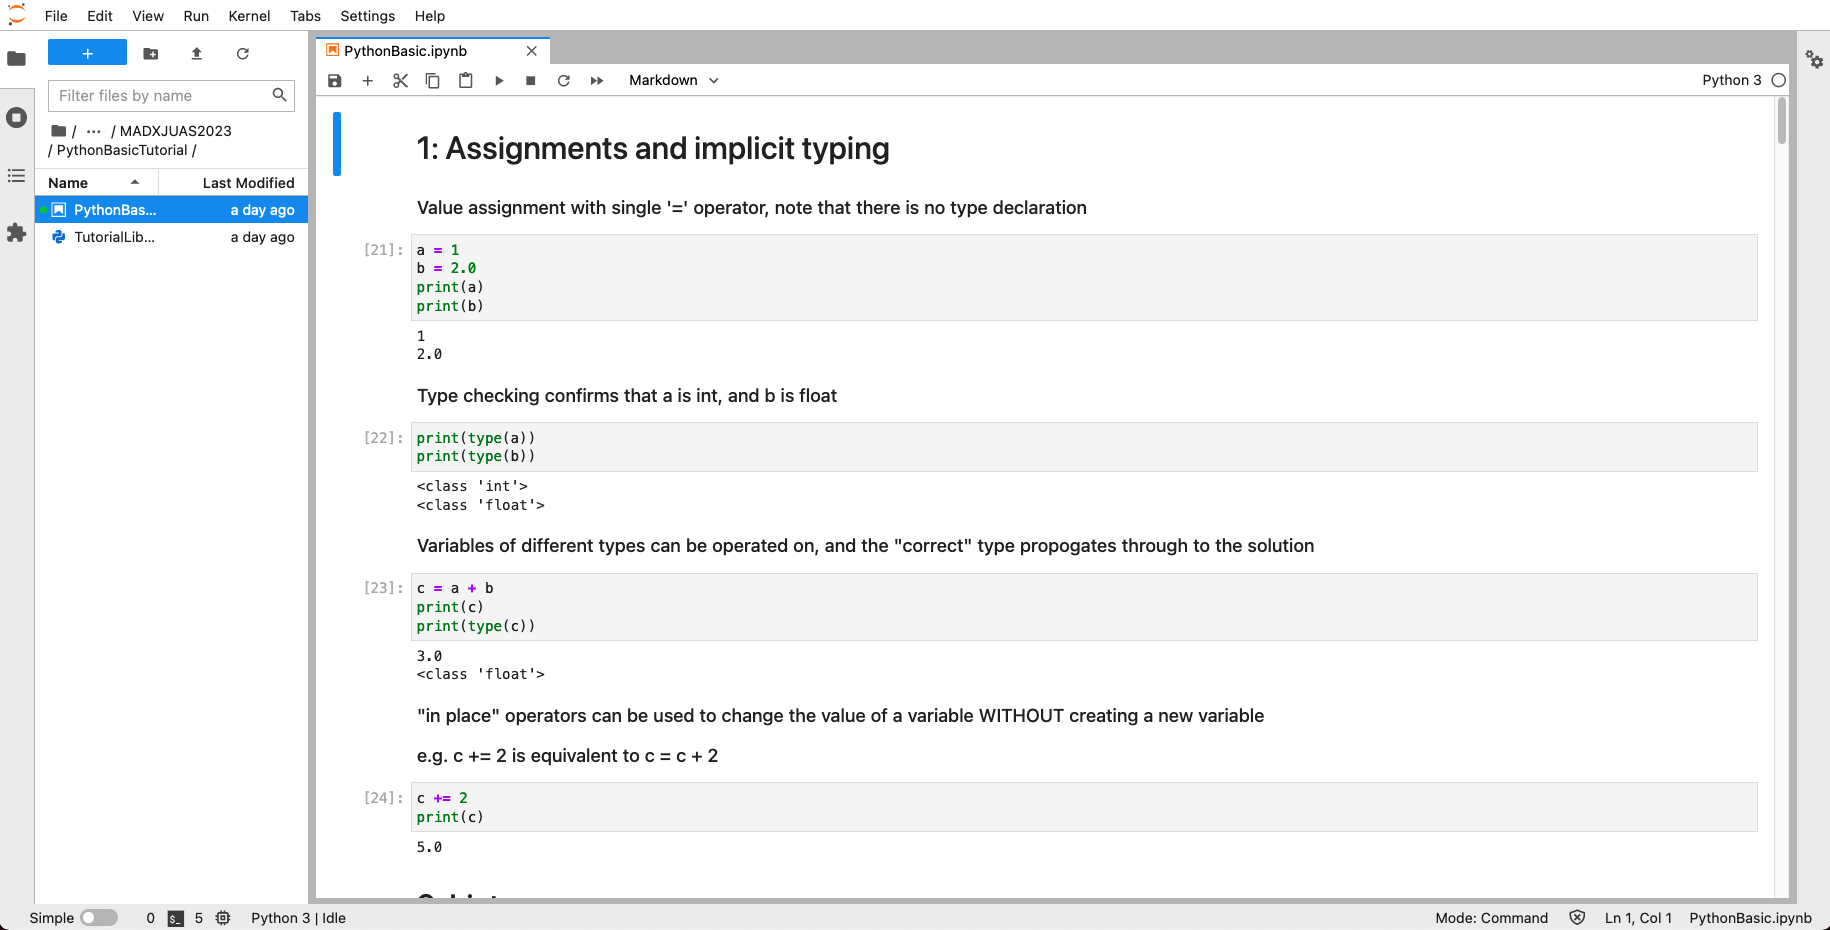 File Edit View Run Kernel Tabs Settings Help
+
Filter files by name
/ ··· / MADXJUAS2023
/ PythonBasicTutorial /
Name Last Modified
PythonBas... a day ago
TutorialLib... a day ago
PythonBasic.ipynb
Markdown
Python 3
1: Assignments and implicit typing
Value assignment with single '=' operator, note that there is no type declaration
[21]:
a = 1
b = 2.0
print(a)
print(b)
1
2.0
Type checking confirms that a is int, and b is float
[22]:
print(type(a))
print(type(b))
<class 'int'>
<class 'float'>
Variables of different types can be operated on, and the "correct" type propogates through to the solution
[23]:
c = a + b
print(c)
print(type(c))
3.0
<class 'float'>
"in place" operators can be used to change the value of a variable WITHOUT creating a new variable
e.g. c += 2 is equivalent to c = c + 2
[24]:
c += 2
print(c)
5.0
Simple 0 $_ 5 Python 3 | Idle Mode: Command Ln 1, Col 1 PythonBasic.ipynb